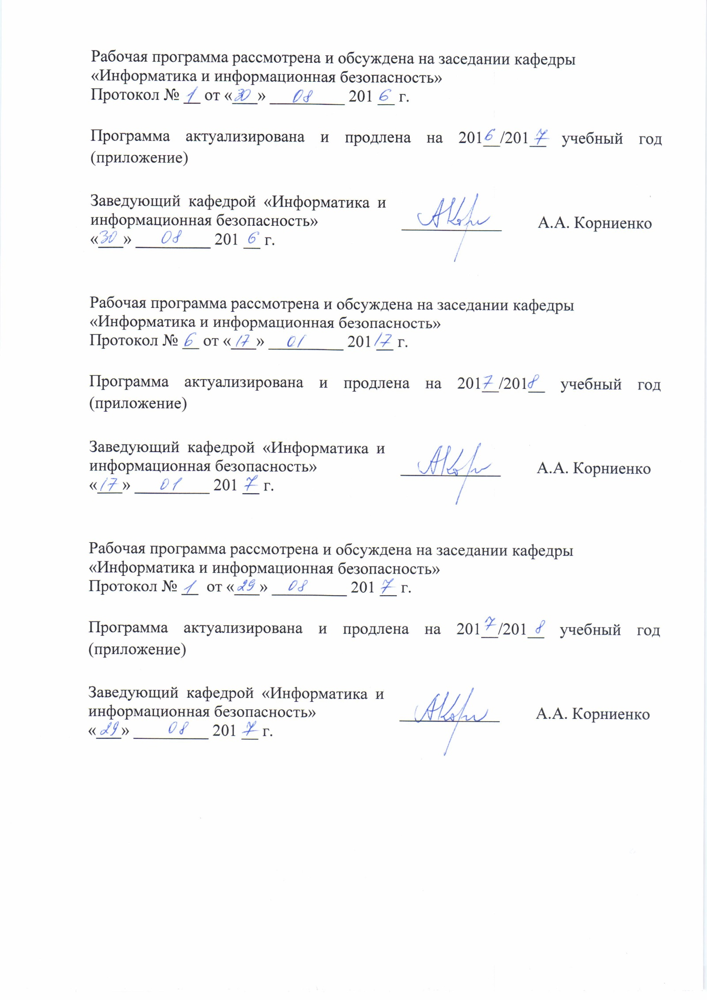 Рабочая программа рассмотрена и обсуждена на заседании кафедры
«Информатика и информационная безопасность»
Протокол № 1 от «30» 08 201 6 г.
Программа актуализирована и продлена на 2016/2017 учебный год
(приложение)
Заведующий кафедрой «Информатика и
информационная безопасность» А.А. Корниенко
«30» 08 201 6 г.
Рабочая программа рассмотрена и обсуждена на заседании кафедры
«Информатика и информационная безопасность»
Протокол № 6 от «17» 01 201 17 г.
Программа актуализирована и продлена на 2017/2018 учебный год
(приложение)
Заведующий кафедрой «Информатика и
информационная безопасность» А.А. Корниенко
«17» 01 201 7 г.
Рабочая программа рассмотрена и обсуждена на заседании кафедры
«Информатика и информационная безопасность»
Протокол № 1 от «29» 08 201 7 г.
Программа актуализирована и продлена на 2017/2018 учебный год
(приложение)
Заведующий кафедрой «Информатика и
информационная безопасность» А.А. Корниенко
«29» 08 201 7 г.